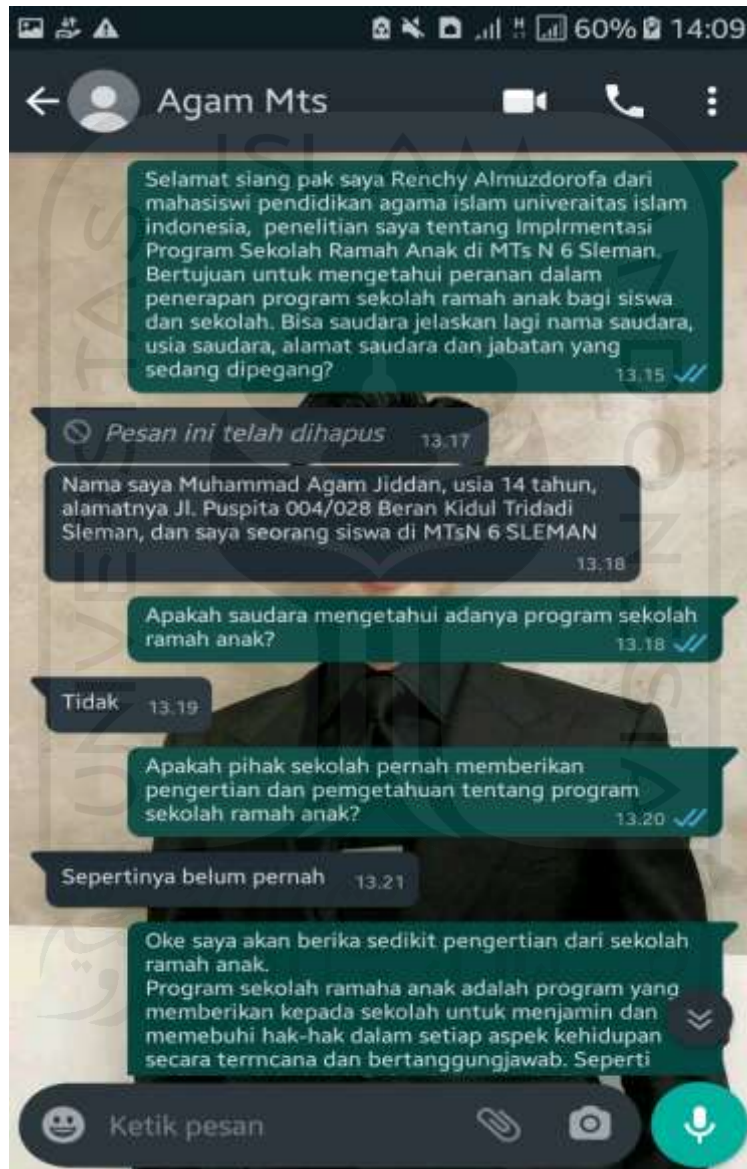 60% 14:09
Agam Mts
Selamat siang pak saya Renchy Almuzdorofa dari
mahasiswi pendidikan agama islam univeraitas islam
indonesia, penelitian saya tentang Implrmentasi
Program Sekolah Ramah Anak di MTs N 6 Sleman.
Bertujuan untuk mengetahui peranan dalam
penerapan program sekolah ramah anak bagi siswa
dan sekolah. Bisa saudara jelaskan lagi nama saudara,
usia saudara, alamat saudara dan jabatan yang
sedang dipegang?
13.15
Pesan ini telah dihapus 13.17
Nama saya Muhammad Agam Jiddan, usia 14 tahun,
alamatnya Jl. Puspita 004/028 Beran Kidul Tridadi
Sleman, dan saya seorang siswa di MTsN 6 SLEMAN
13.18
Apakah saudara mengetahui adanya program sekolah
ramah anak?
13.18
Tidak 13.19
Apakah pihak sekolah pernah memberikan
pengertian dan pemgetahuan tentang program
sekolah ramah anak?
13.20
Sepertinya belum pernah 13.21
Oke saya akan berika sedikit pengertian dari sekolah
ramah anak.
Program sekolah ramaha anak adalah program yang
memberikan kepada sekolah untuk menjamin dan
memebuhi hak-hak dalam setiap aspek kehidupan
secara terrncana dan bertanggungjawab. Seperti
Ketik pesan
UNIVERSITAS
ISLAM
INDONESIA